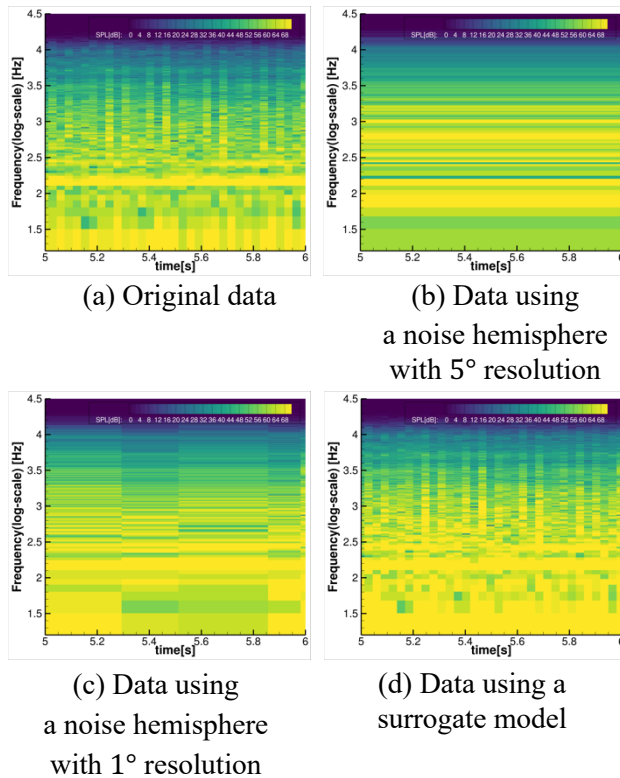 4.5
SPL[dB]: 0 4 8 12 16 20 24 28 32 36 40 44 48 52 56 60 64 68
4
3.5
3
2.5
2
1.5
Frequency(log-scale) [Hz]
5 5.2 5.4 5.6 5.8 6
time[s]
(a) Original data
4.5
SPL[dB]: 0 4 8 12 16 20 24 28 32 36 40 44 48 52 56 60 64 68
4
3.5
3
2.5
2
1.5
Frequency(log-scale) [Hz]
5 5.2 5.4 5.6 5.8 6
time[s]
(b) Data using
a noise hemisphere
with 5° resolution
4.5
SPL[dB]: 0 4 8 12 16 20 24 28 32 36 40 44 48 52 56 60 64 68
4
3.5
3
2.5
2
1.5
Frequency(log-scale) [Hz]
5 5.2 5.4 5.6 5.8 6
time[s]
(c) Data using
a noise hemisphere
with 1° resolution
4.5
SPL[dB]: 0 4 8 12 16 20 24 28 32 36 40 44 48 52 56 60 64 68
4
3.5
3
2.5
2
1.5
Frequency(log-scale) [Hz]
5 5.2 5.4 5.6 5.8 6
time[s]
(d) Data using a
surrogate model